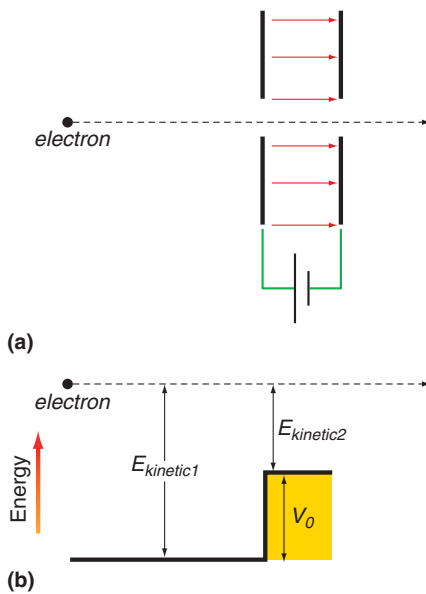 electron
(a)
electron
E_kinetic2
E_kinetic1
Energy
V_0
(b)